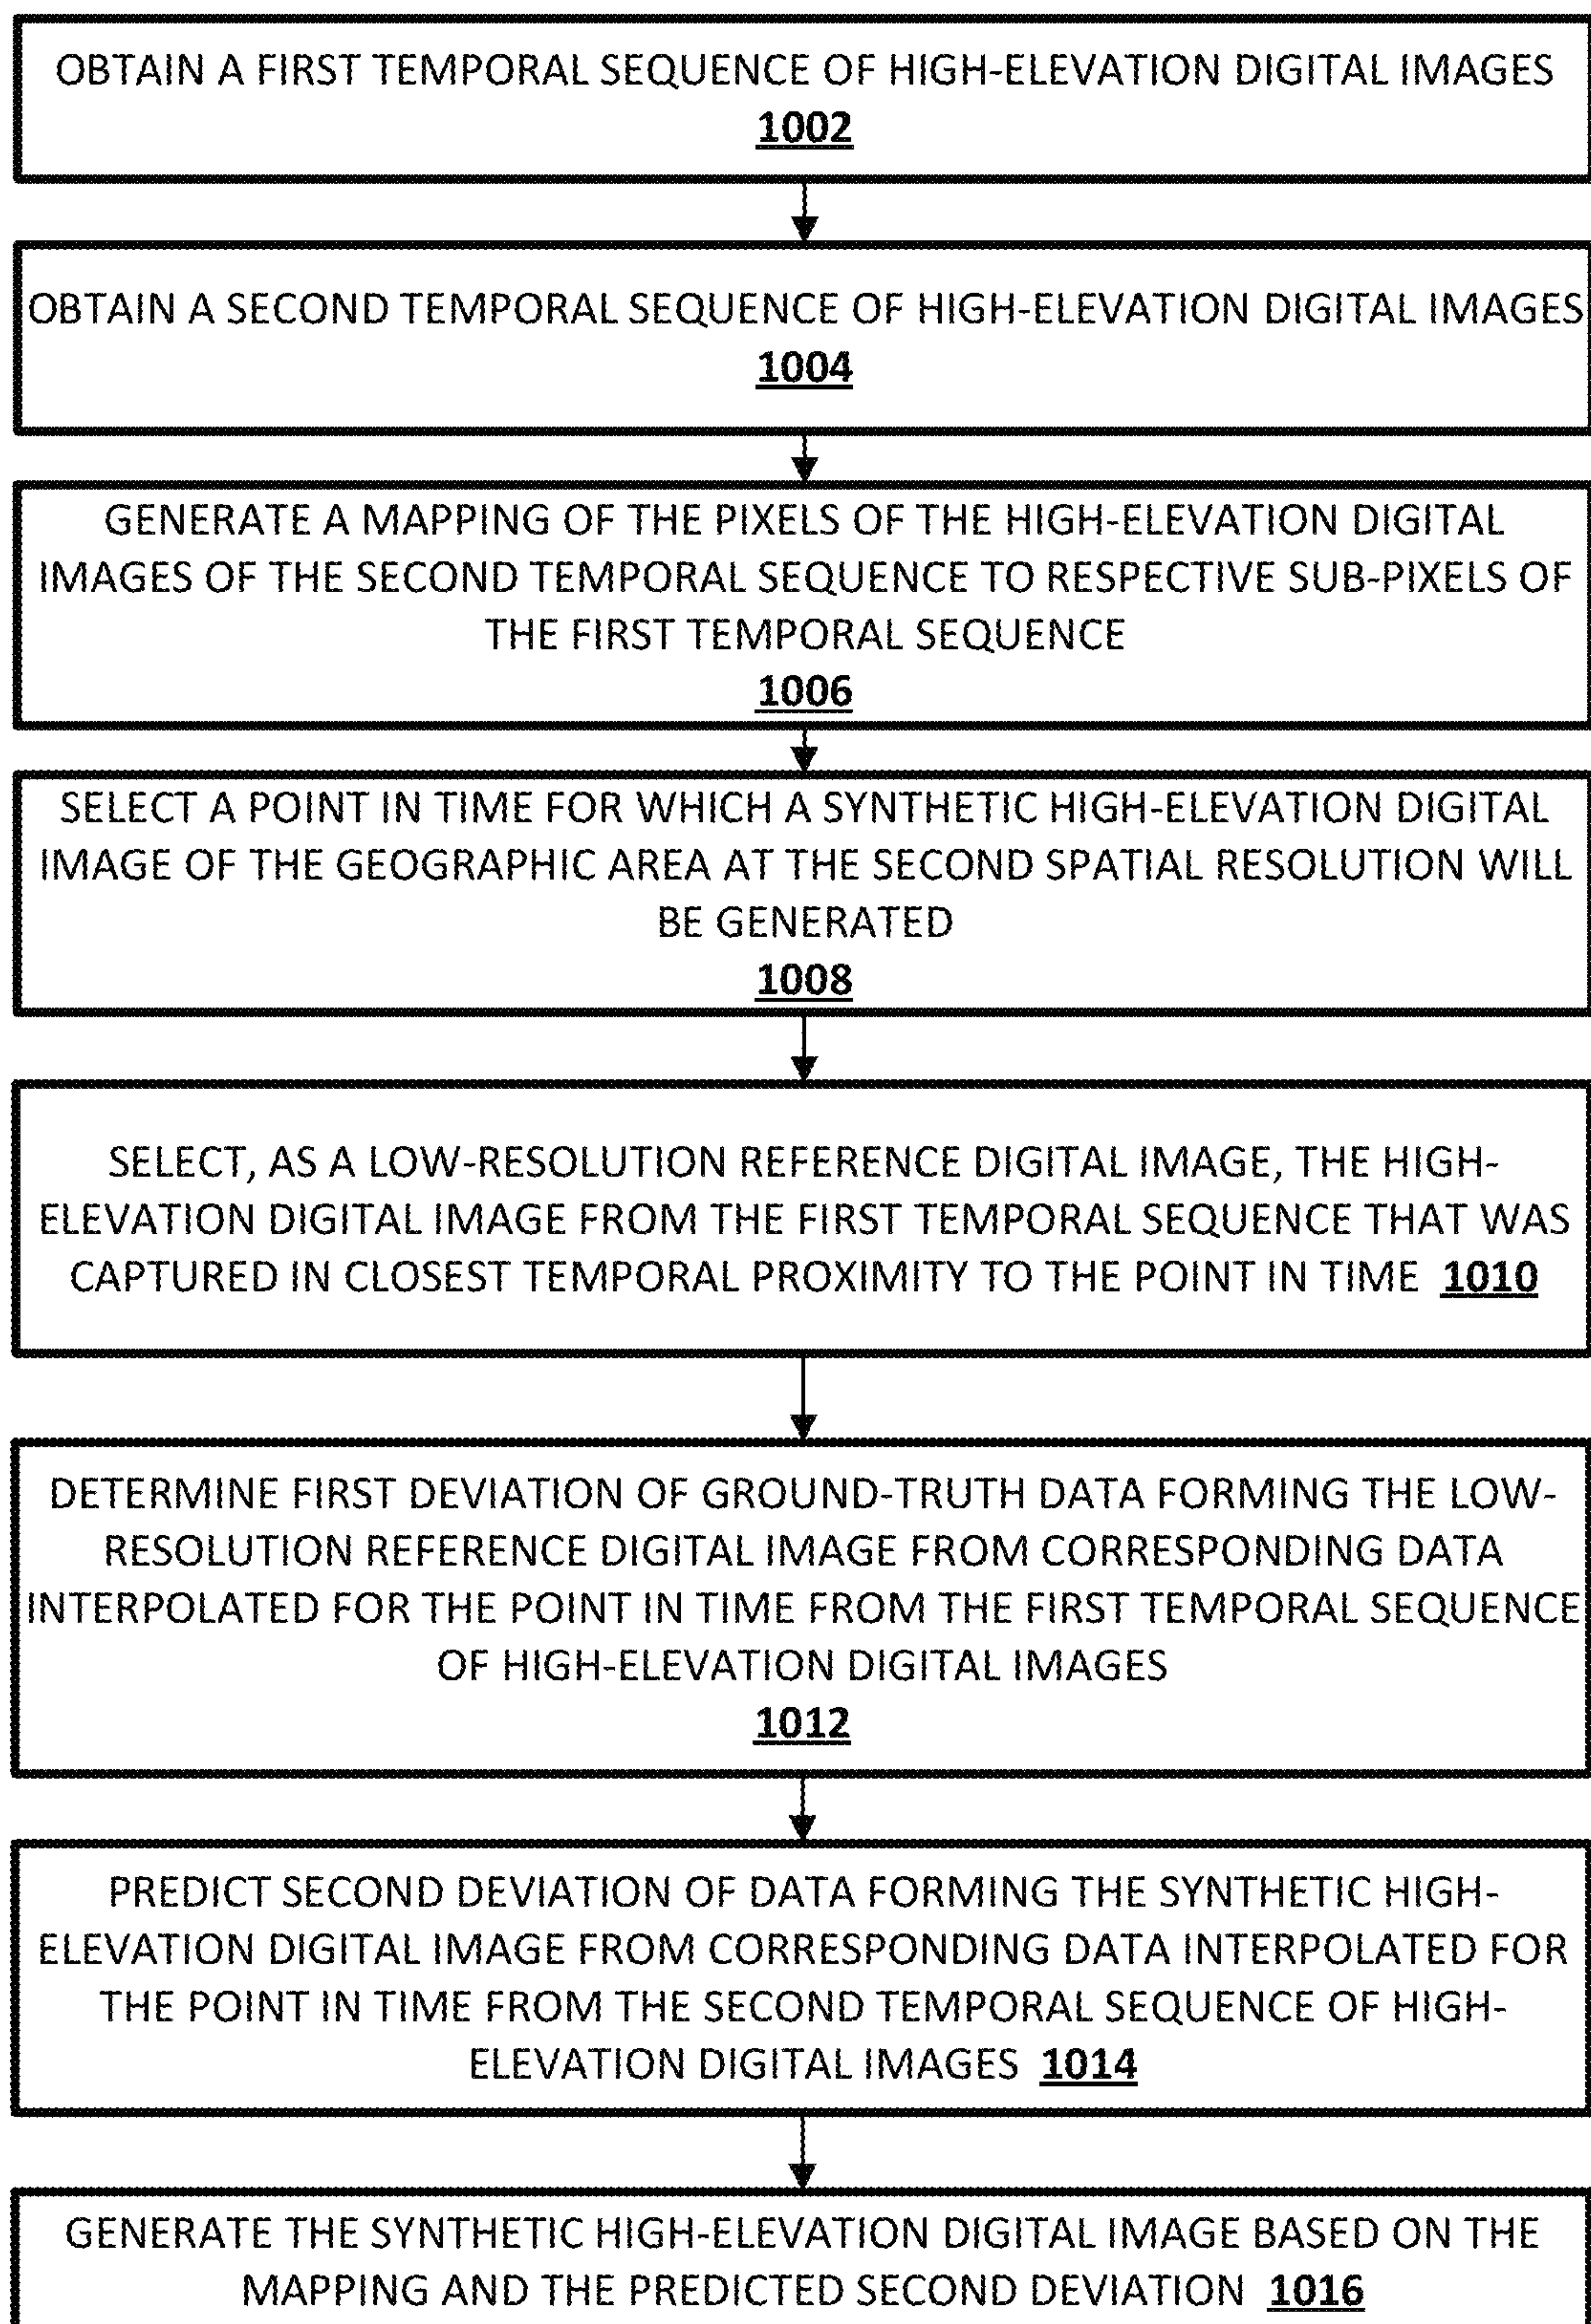 OBTAIN A FIRST TEMPORAL SEQUENCE OF HIGH-ELEVATION DIGITAL IMAGES
1002
OBTAIN A SECOND TEMPORAL SEQUENCE OF HIGH-ELEVATION DIGITAL IMAGES
1004
GENERATE A MAPPING OF THE PIXELS OF THE HIGH-ELEVATION DIGITAL
IMAGES OF THE SECOND TEMPORAL SEQUENCE TO RESPECTIVE SUB-PIXELS OF
THE FIRST TEMPORAL SEQUENCE
1006
SELECT A POINT IN TIME FOR WHICH A SYNTHETIC HIGH-ELEVATION DIGITAL
IMAGE OF THE GEOGRAPHIC AREA AT THE SECOND SPATIAL RESOLUTION WILL
BE GENERATED
1008
SELECT, AS A LOW-RESOLUTION REFERENCE DIGITAL IMAGE, THE HIGH-
ELEVATION DIGITAL IMAGE FROM THE FIRST TEMPORAL SEQUENCE THAT WAS
CAPTURED IN CLOSEST TEMPORAL PROXIMITY TO THE POINT IN TIME 1010
DETERMINE FIRST DEVIATION OF GROUND-TRUTH DATA FORMING THE LOW-
RESOLUTION REFERENCE DIGITAL IMAGE FROM CORRESPONDING DATA
INTERPOLATED FOR THE POINT IN TIME FROM THE FIRST TEMPORAL SEQUENCE
OF HIGH-ELEVATION DIGITAL IMAGES
1012
PREDICT SECOND DEVIATION OF DATA FORMING THE SYNTHETIC HIGH-
ELEVATION DIGITAL IMAGE FROM CORRESPONDING DATA INTERPOLATED FOR
THE POINT IN TIME FROM THE SECOND TEMPORAL SEQUENCE OF HIGH-
ELEVATION DIGITAL IMAGES 1014
GENERATE THE SYNTHETIC HIGH-ELEVATION DIGITAL IMAGE BASED ON THE
MAPPING AND THE PREDICTED SECOND DEVIATION 1016